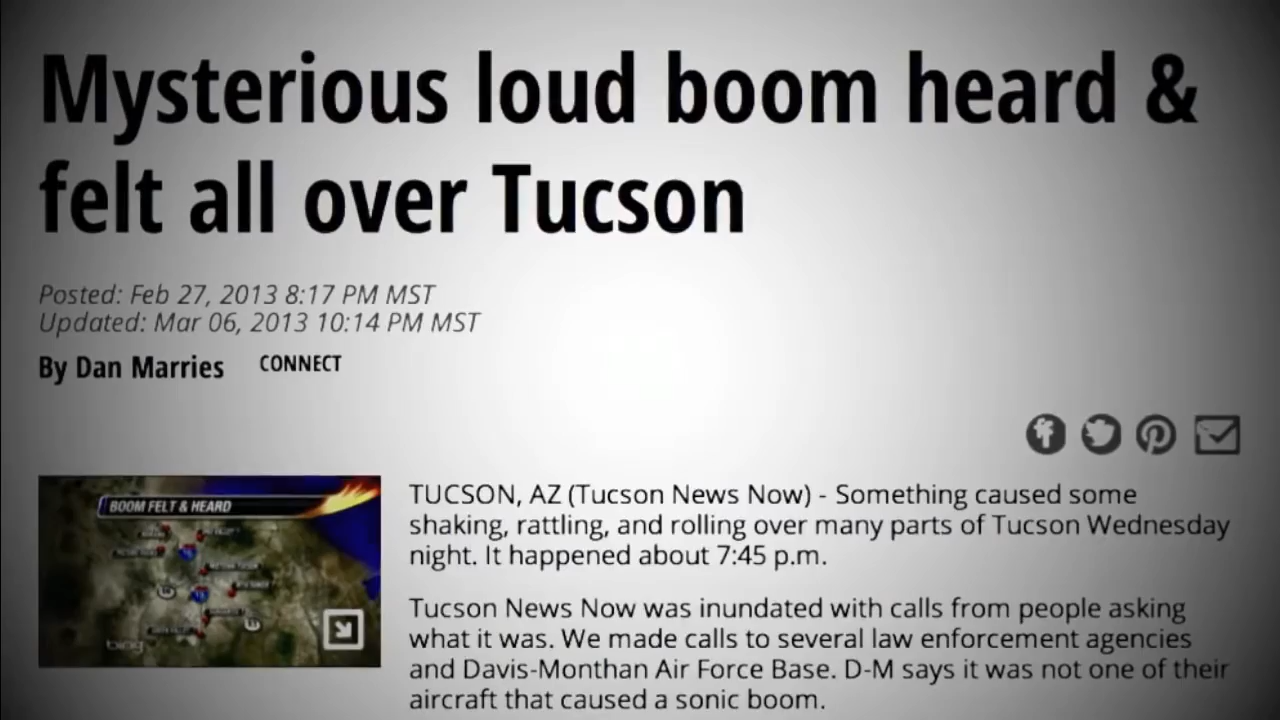 Mysterious loud boom heard &
felt all over Tucson
Posted: Feb 27, 2013 8:17 PM MST
Updated: Mar 06, 2013 10:14 PM MST
By Dan Marries CONNECT
BOOM FELT & HEARD
TUCSON, AZ (Tucson News Now) - Something caused some
shaking, rattling, and rolling over many parts of Tucson Wednesday
night. It happened about 7:45 p.m.
Tucson News Now was inundated with calls from people asking
what it was. We made calls to several law enforcement agencies
and Davis-Monthan Air Force Base. D-M says it was not one of their
aircraft that caused a sonic boom.